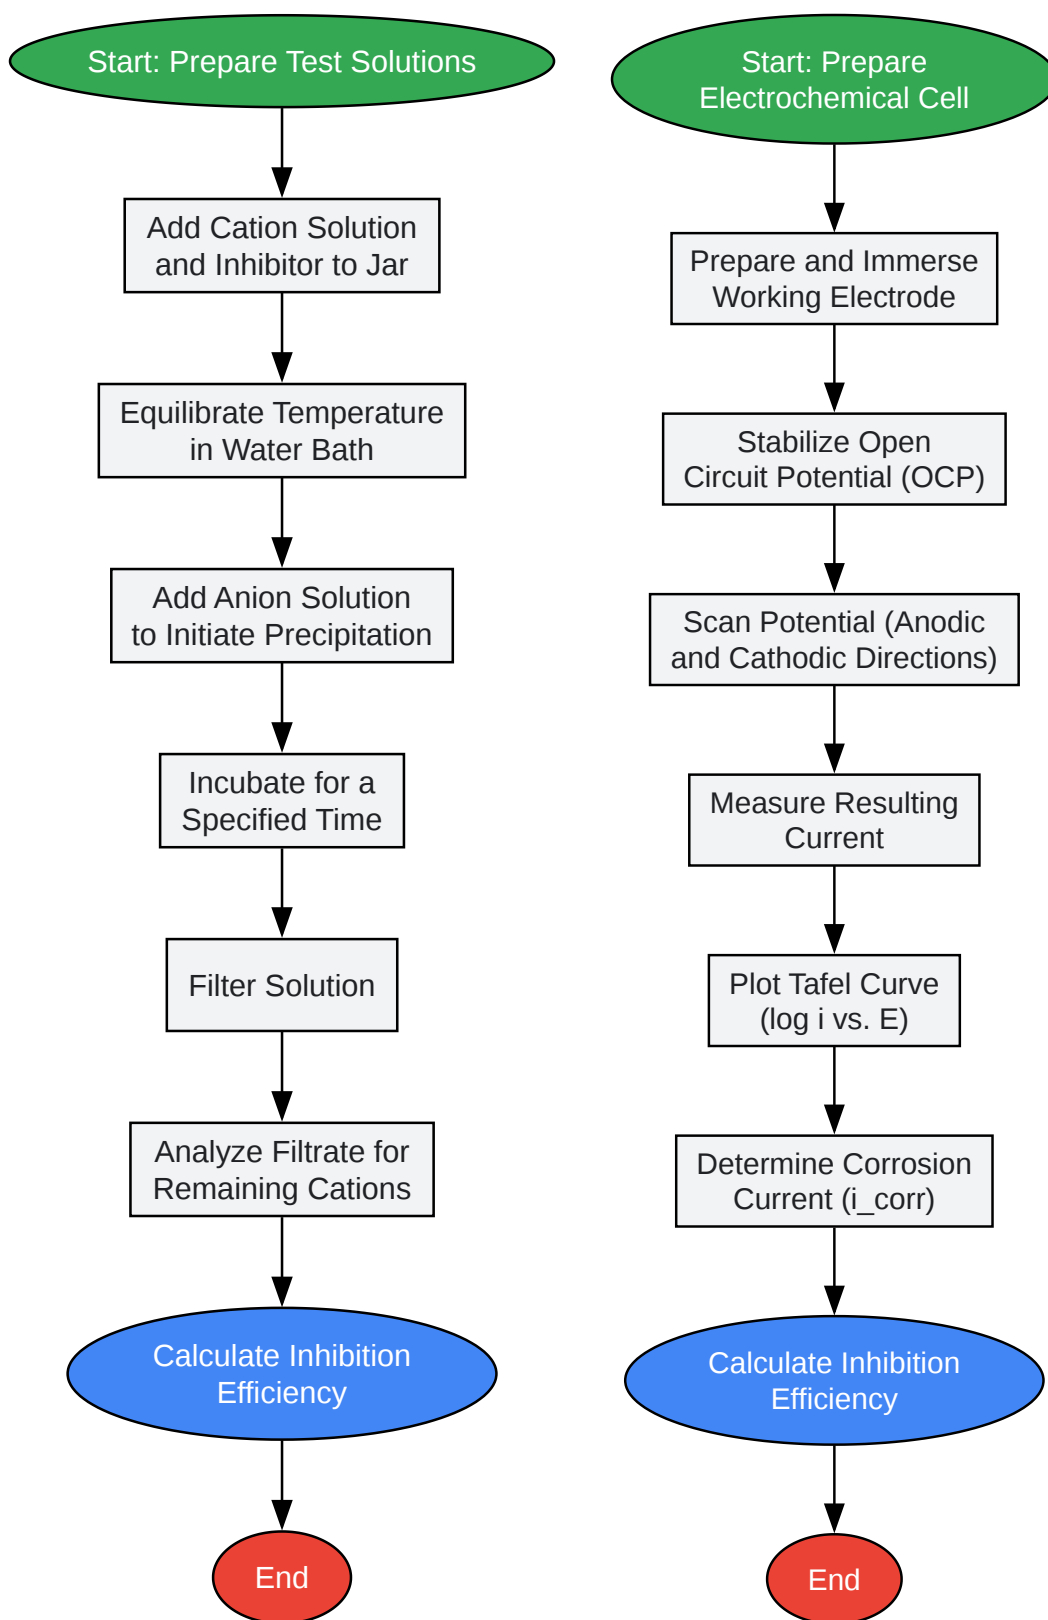 Start: Prepare Test Solutions
Add Cation Solution
and Inhibitor to Jar
Equilibrate Temperature
in Water Bath
Add Anion Solution
to Initiate Precipitation
Incubate for a
Specified Time
Filter Solution
Analyze Filtrate for
Remaining Cations
Calculate Inhibition
Efficiency
End
Start: Prepare
Electrochemical Cell
Prepare and Immerse
Working Electrode
Stabilize Open
Circuit Potential (OCP)
Scan Potential (Anodic
and Cathodic Directions)
Measure Resulting
Current
Plot Tafel Curve
(log i vs. E)
Determine Corrosion
Current (i_corr)
Calculate Inhibition
Efficiency
End